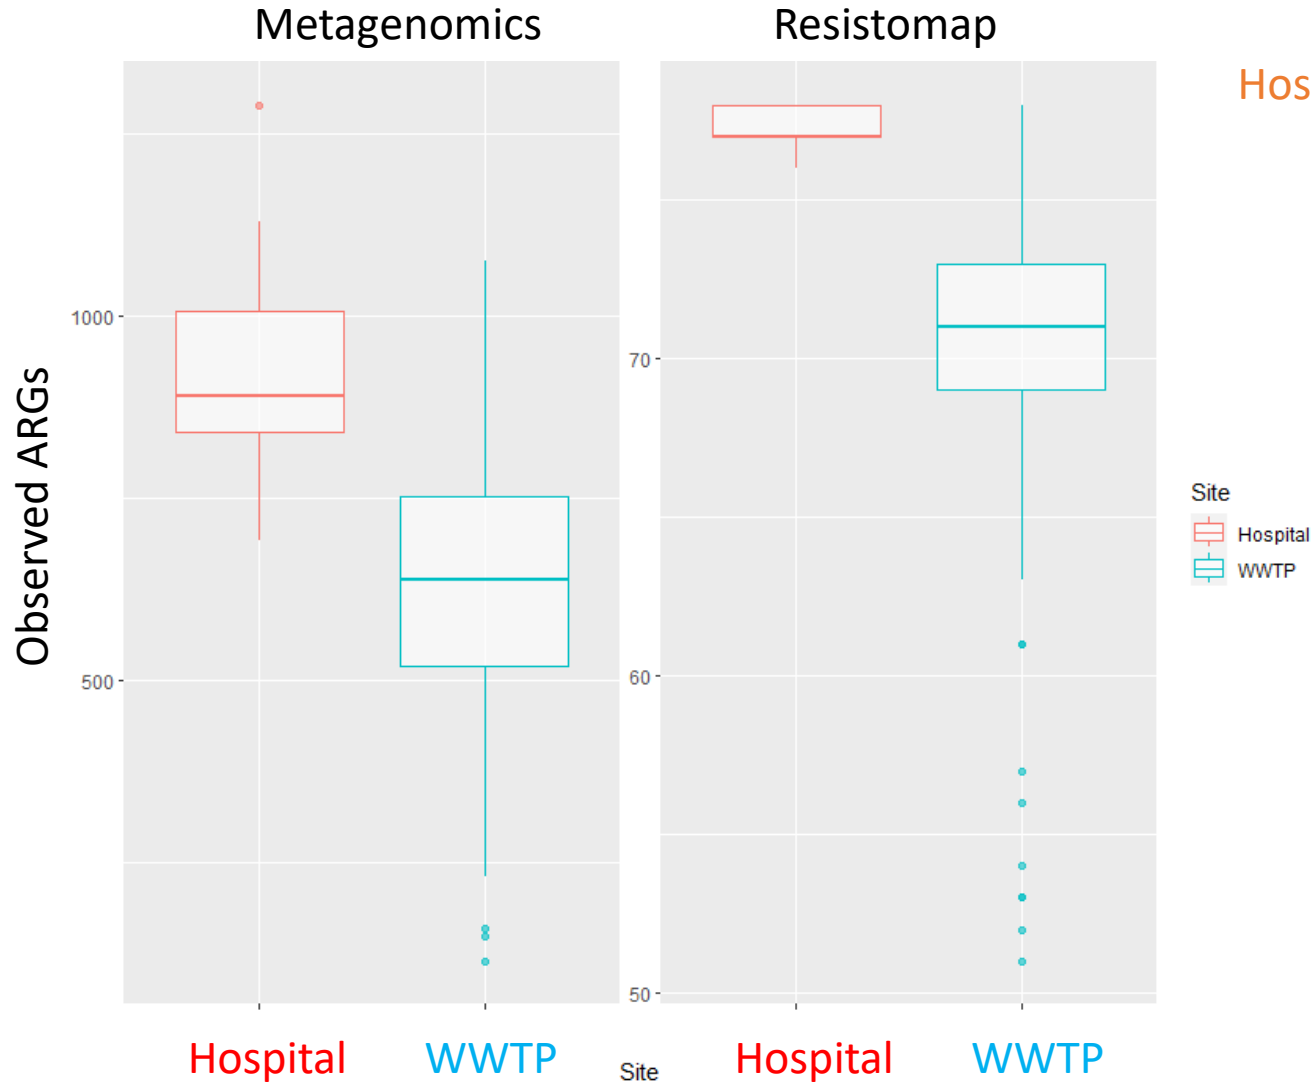 Metagenomics
Resistomap
Hos
Observed ARGs
1000
500
70
60
50
Site
Hospital
WWTP
Hospital
WWTP
Site
Hospital
WWTP